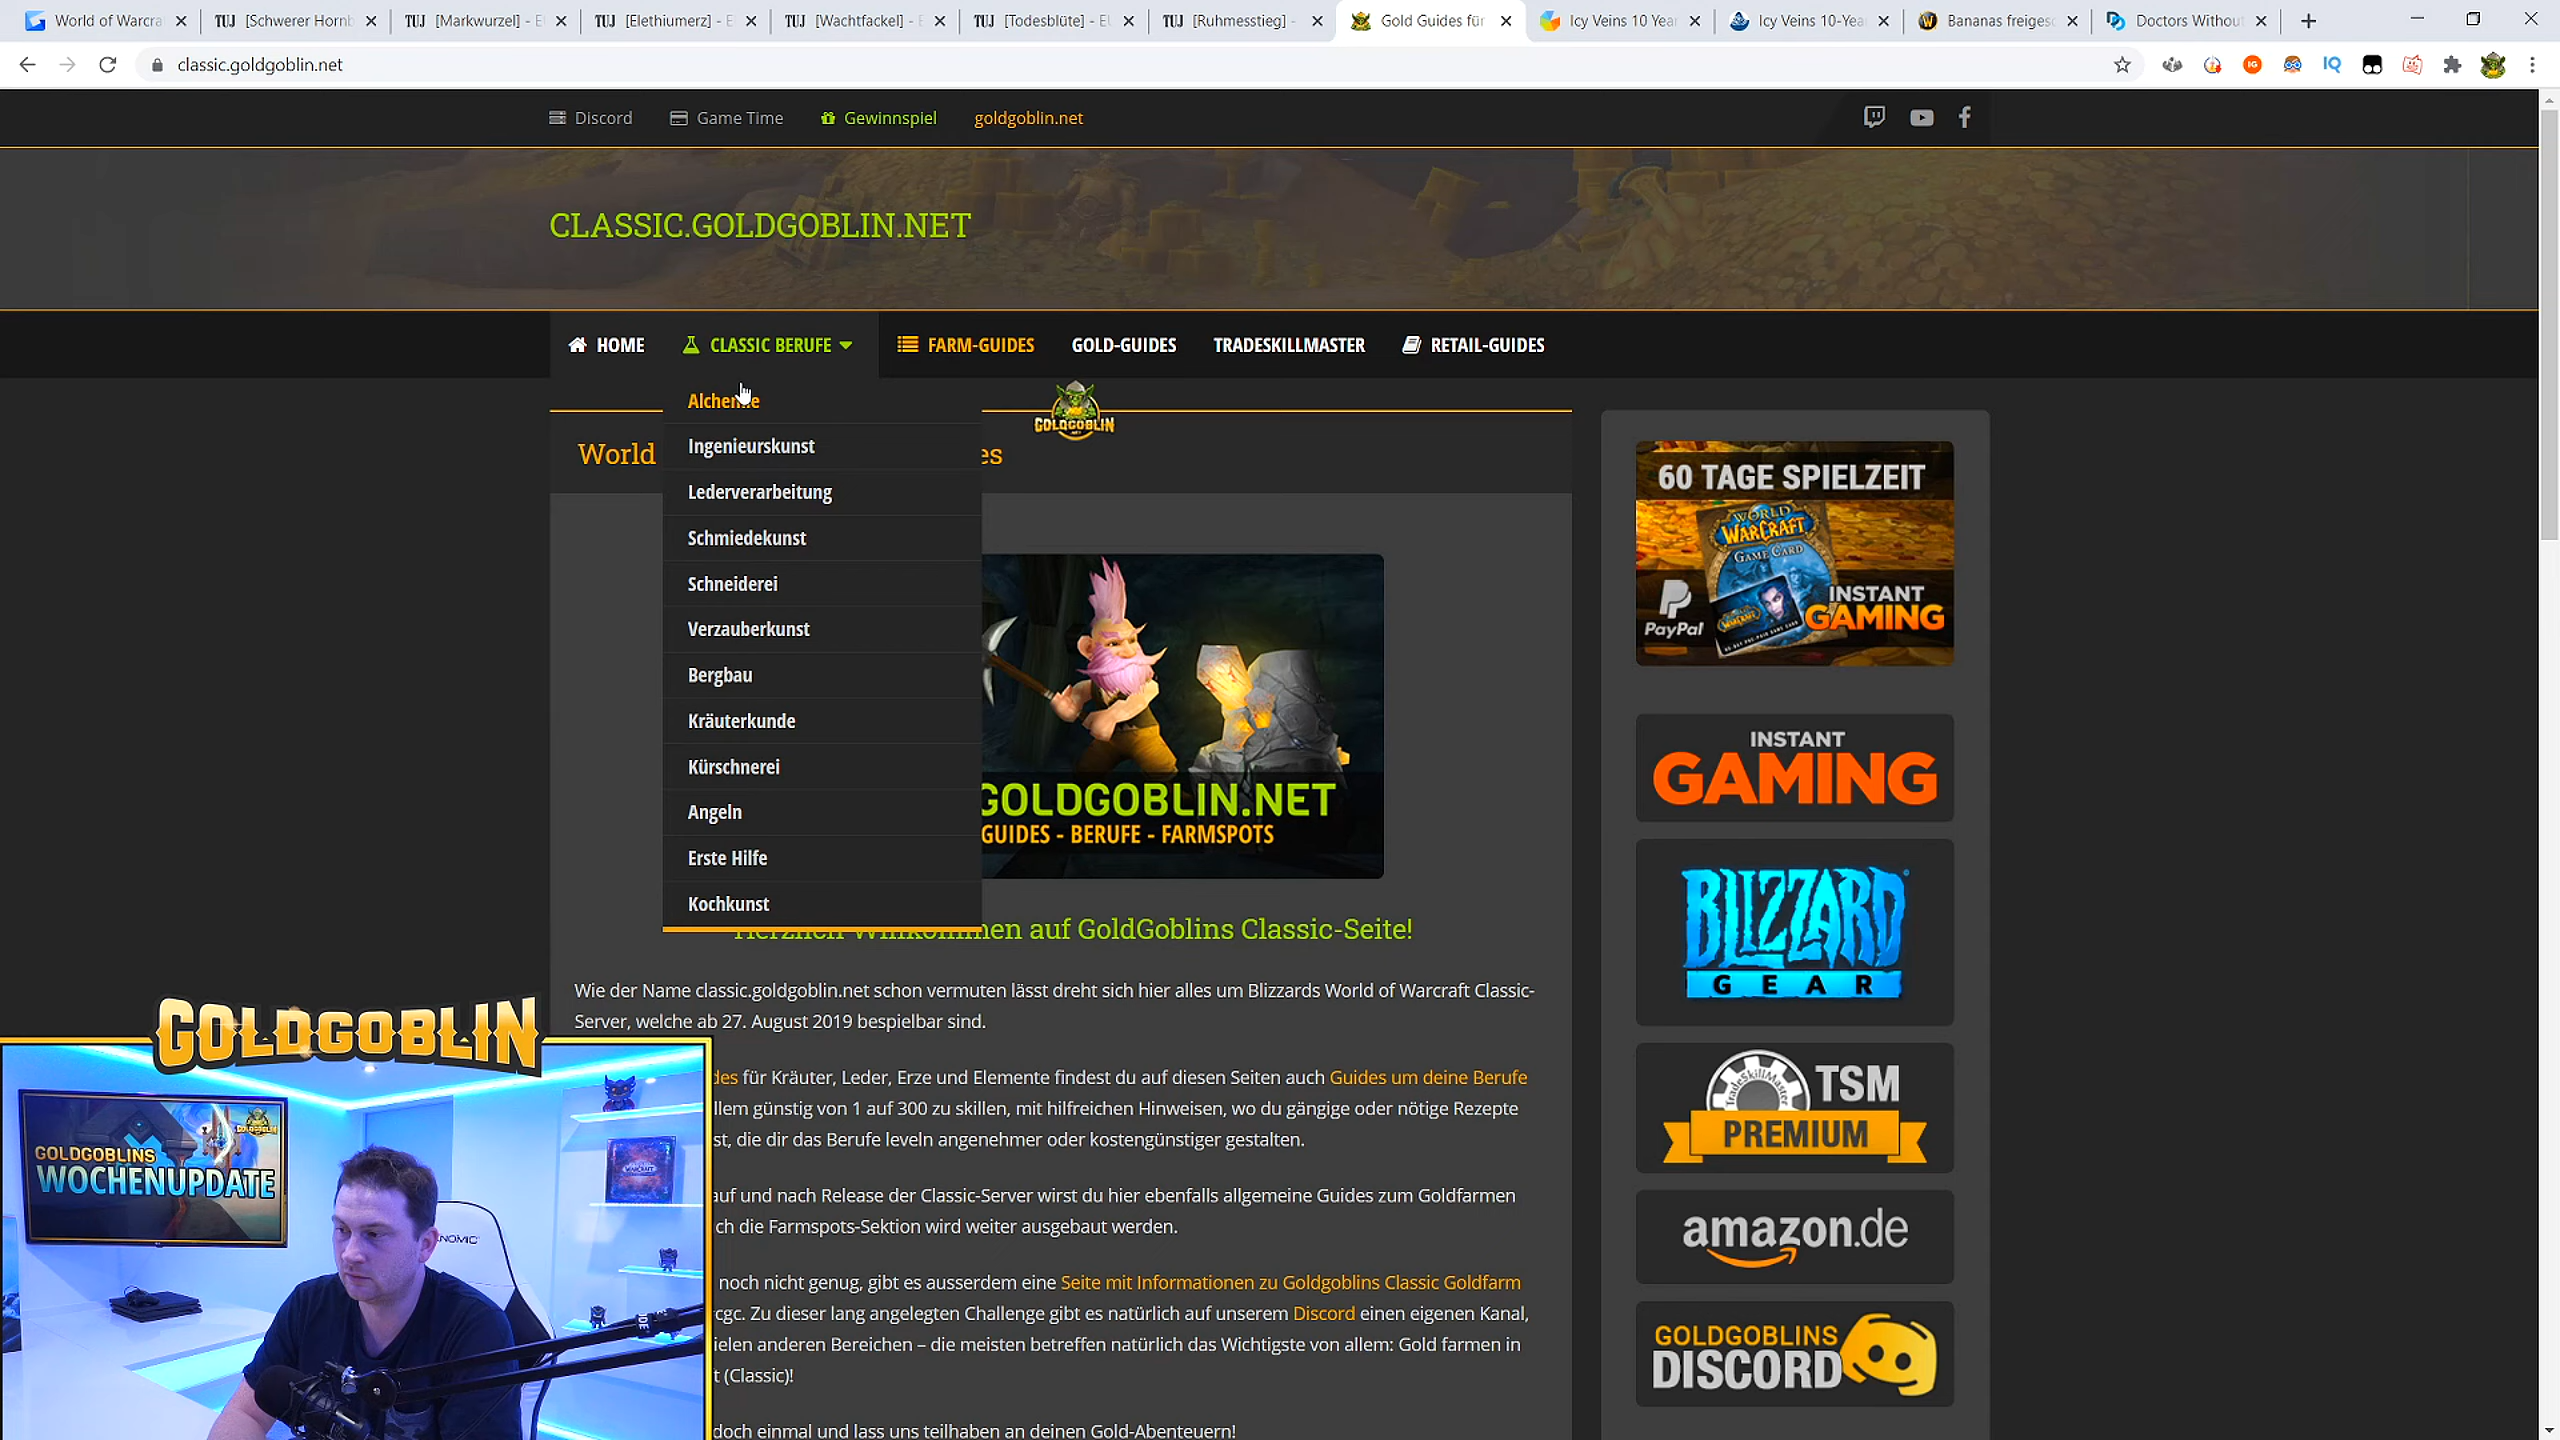 World of Warcra
TUJ [Schwerer Hornb
TUJ [Markwurzel] - E
TUJ [Elethiumerz] - E
TUJ [Wachtfackel] - E
TUJ [Todesblüte] - EU
TUJ [Ruhmesstieg] -
Gold Guides für
Icy Veins 10 Year
Icy Veins 10-Yea
Bananas freigesc
Doctors Without
classic.goldgoblin.net
IG
IQ
Discord
Game Time
Gewinnspiel
goldgoblin.net
CLASSIC.GOLDGOBLIN.NET
HOME
CLASSIC BERUFE
FARM-GUIDES
GOLD-GUIDES
TRADESKILLMASTER
RETAIL-GUIDES
Alchemie
Ingenieurskunst
Lederverarbeitung
Schmiedekunst
Schneiderei
Verzauberkunst
Bergbau
Kräuterkunde
Kürschnerei
Angeln
Erste Hilfe
Kochkunst
GOLDGOBLIN
.NET
World
es
GOLDGOBLIN.NET
GUIDES - BERUFE - FARMSPOTS
Herzlich Willkommen auf GoldGoblins Classic-Seite!
Wie der Name classic.goldgoblin.net schon vermuten lässt dreht sich hier alles um Blizzards World of Warcraft Classic-
Server, welche ab 27. August 2019 bespielbar sind.
des für Kräuter, Leder, Erze und Elemente findest du auf diesen Seiten auch Guides um deine Berufe
llem günstig von 1 auf 300 zu skillen, mit hilfreichen Hinweisen, wo du gängige oder nötige Rezepte
st, die dir das Berufe leveln angenehmer oder kostengünstiger gestalten.
auf und nach Release der Classic-Server wirst du hier ebenfalls allgemeine Guides zum Goldfarmen
ch die Farmspots-Sektion wird weiter ausgebaut werden.
noch nicht genug, gibt es ausserdem eine Seite mit Informationen zu Goldgoblins Classic Goldfarm
rcgc. Zu dieser lang angelegten Challenge gibt es natürlich auf unserem Discord einen eigenen Kanal,
ielen anderen Bereichen – die meisten betreffen natürlich das Wichtigste von allem: Gold farmen in
t (Classic)!
doch einmal und lass uns teilhaben an deinen Gold-Abenteuern!
60 TAGE SPIELZEIT
WORLD
WARCRAFT
GAME CARD
PayPal
INSTANT
GAMING
INSTANT
GAMING
BLIZZARD
GEAR
TRADESKILLMASTER
TSM
PREMIUM
amazon.de
GOLDGOBLINS
DISCORD
GOLDGOBLIN
GOLDGOBLINS
WOCHENUPDATE
GOLDGOBLIN
NOMIC
WARCRAFT